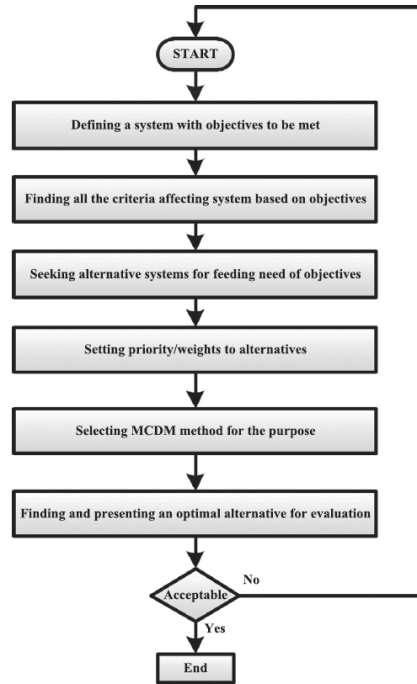 START
Defining a system with objectives to be met
Finding all the criteria affecting system based on objectives
Seeking alternative systems for feeding need of objectives
Setting priority/weights to alternatives
Selecting MCDM method for the purpose
Finding and presenting an optimal alternative for evaluation
Acceptable
No
Yes
End